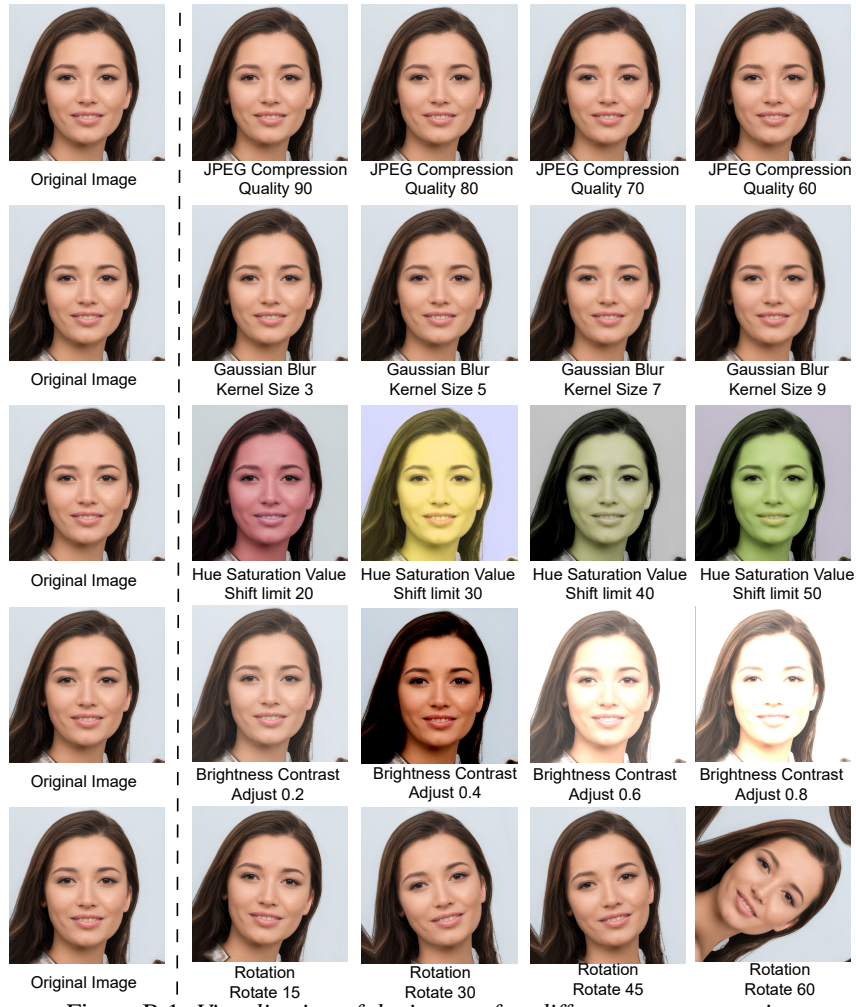 Original Image
JPEG Compression
Quality 90
JPEG Compression
Quality 80
JPEG Compression
Quality 70
JPEG Compression
Quality 60
Original Image
Gaussian Blur
Kernel Size 3
Gaussian Blur
Kernel Size 5
Gaussian Blur
Kernel Size 7
Gaussian Blur
Kernel Size 9
Original Image
Hue Saturation Value
Shift limit 20
Hue Saturation Value
Shift limit 30
Hue Saturation Value
Shift limit 40
Hue Saturation Value
Shift limit 50
Original Image
Brightness Contrast
Adjust 0.2
Brightness Contrast
Adjust 0.4
Brightness Contrast
Adjust 0.6
Brightness Contrast
Adjust 0.8
Original Image
Rotation
Rotate 15
Rotation
Rotate 30
Rotation
Rotate 45
Rotation
Rotate 60